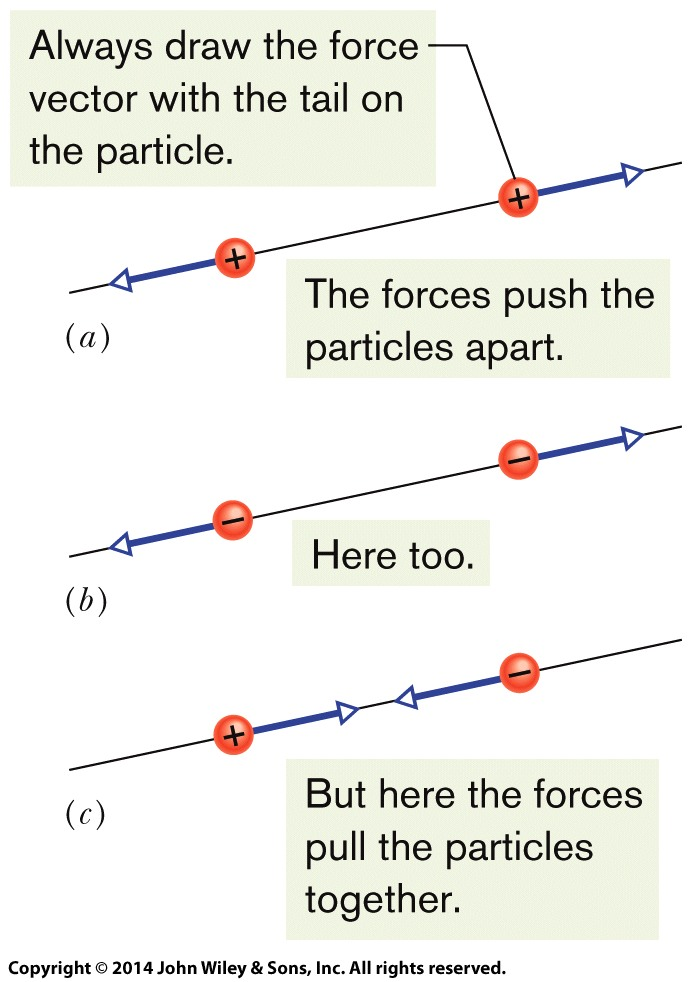 Always draw the force
vector with the tail on
the particle.
+
+
The forces push the
particles apart.
(a)
−
−
Here too.
(b)
−
+
But here the forces
pull the particles
together.
(c)
Copyright © 2014 John Wiley & Sons, Inc. All rights reserved.